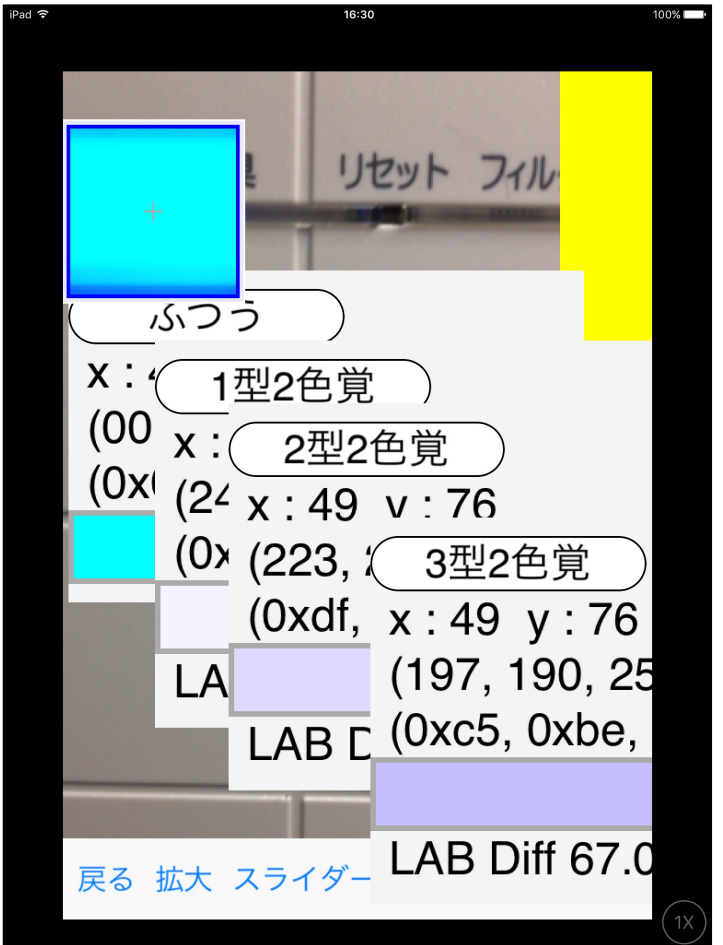 iPad 16:30 100%
リセット フィル
ふつう
x : 4
(00
(0x
1型2色覚
x :
(24
(0x
LA
2型2色覚
x : 49 y : 76
(223, 2
(0xdf,
LAB D
3型2色覚
x : 49 y : 76
(197, 190, 25
(0xc5, 0xbe,
LAB Diff 67.0
戻る 拡大 スライダー
1X